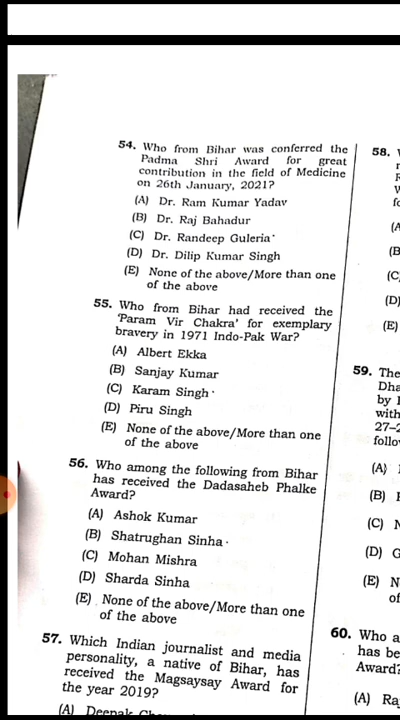 54. Who from Bihar was conferred the
Padma Shri Award for great
contribution in the field of Medicine
on 26th January, 2021?
(A) Dr. Ram Kumar Yadav
(B) Dr. Raj Bahadur
(C) Dr. Randeep Guleria
(D) Dr. Dilip Kumar Singh
(E) None of the above/More than one
of the above
55. Who from Bihar had received the
'Param Vir Chakra' for exemplary
bravery in 1971 Indo-Pak War?
(A) Albert Ekka
(B) Sanjay Kumar
(C) Karam Singh
(D) Piru Singh
(E) None of the above/More than one
of the above
56. Who among the following from Bihar
has received the Dadasaheb Phalke
Award?
(A) Ashok Kumar
(B) Shatrughan Sinha
(C) Mohan Mishra
(D) Sharda Sinha
(E) None of the above/More than one
of the above
57. Which Indian journalist and media
personality, a native of Bihar, has
received the Magsaysay Award for
the year 2019?
(A) Deepak
58.
(B
(C
(D)
(E)
59. The
by
with
27–2
(A)
(B)
(C)
(D) G
(E) N
of
60. Who a
has be
Award?
(A) Raj